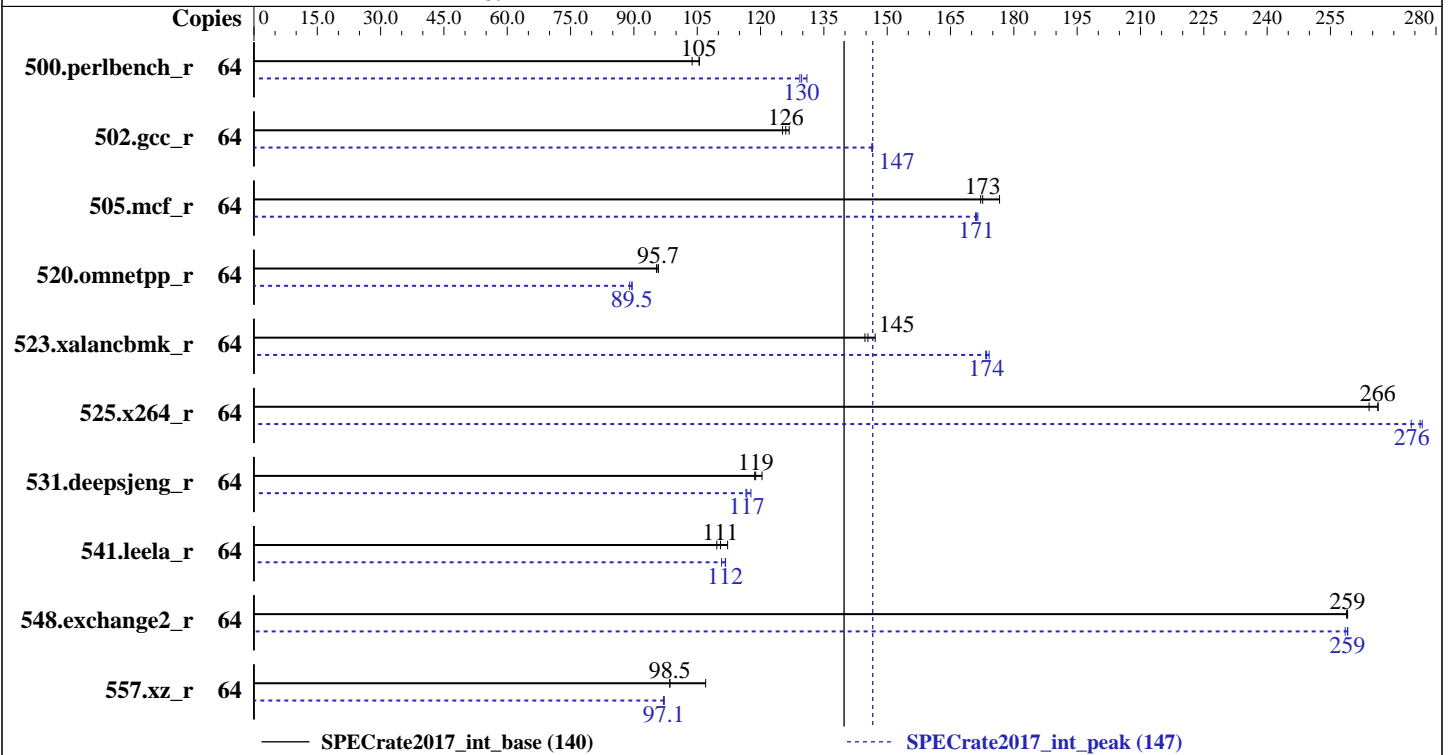 Copies 0 15.0 30.0 45.0 60.0 75.0 90.0 105 120 135 150 165 180 195 210 225 240 255 280
500.perlbench_r 64 105
130
502.gcc_r 64 126
147
505.mcf_r 64 173
171
520.omnetpp_r 64 95.7
89.5
523.xalancbmk_r 64 145
174
525.x264_r 64 266
276
531.deepsjeng_r 64 119
117
541.leela_r 64 111
112
548.exchange2_r 64 259
259
557.xz_r 64 98.5
97.1
SPECrate2017_int_base (140) SPECrate2017_int_peak (147)